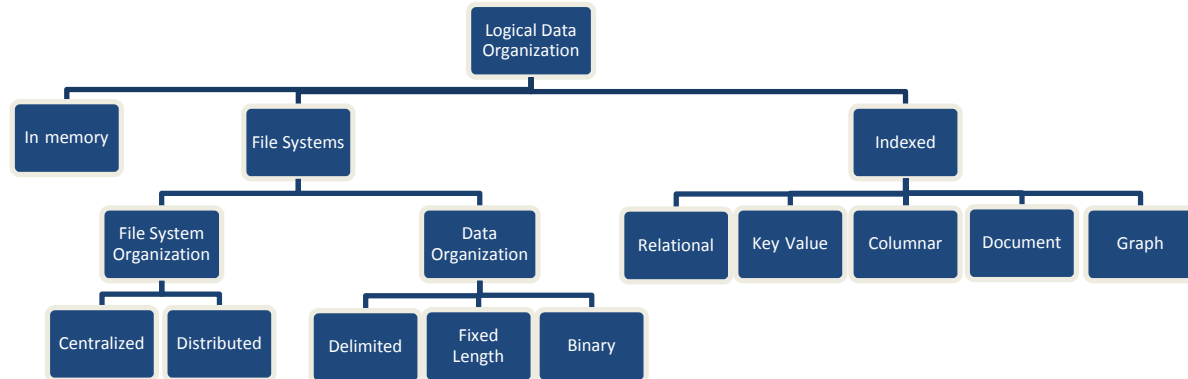 Logical Data
Organization
In memory
File Systems
Indexed
File System
Organization
Data
Organization
Relational
Key Value
Columnar
Document
Graph
Centralized
Distributed
Delimited
Fixed
Length
Binary